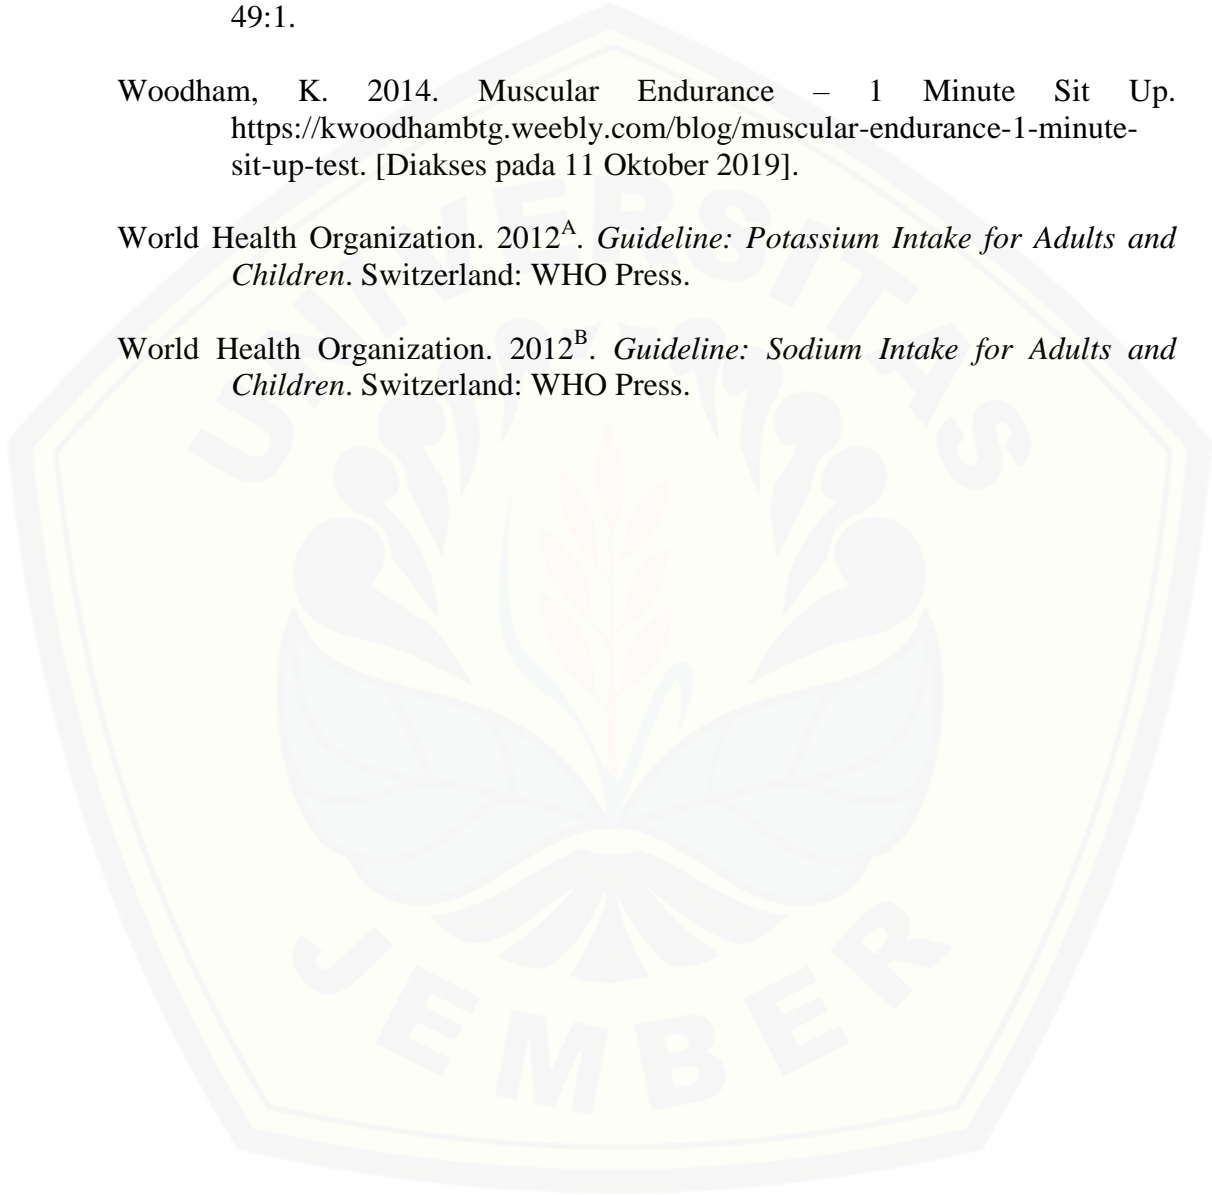 49:1.
Woodham, K. 2014. Muscular Endurance – 1 Minute Sit Up.
https://kwoodhambtg.weebly.com/blog/muscular-endurance-1-minute-
sit-up-test. [Diakses pada 11 Oktober 2019].
World Health Organization. 2012ᴬ. Guideline: Potassium Intake for Adults and
Children. Switzerland: WHO Press.
World Health Organization. 2012ᴮ. Guideline: Sodium Intake for Adults and
Children. Switzerland: WHO Press.
UNIVERSITAS
JEMBER